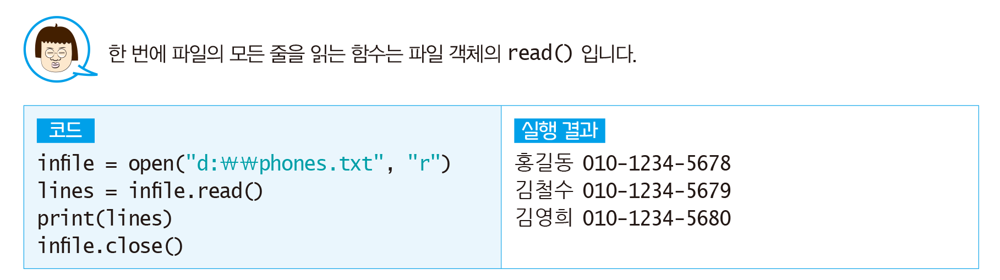 한 번에 파일의 모든 줄을 읽는 함수는 파일 객체의 read() 입니다.
코드
infile = open("d:₩₩phones.txt", "r")
lines = infile.read()
print(lines)
infile.close()
실행 결과
홍길동 010-1234-5678
김철수 010-1234-5679
김영희 010-1234-5680